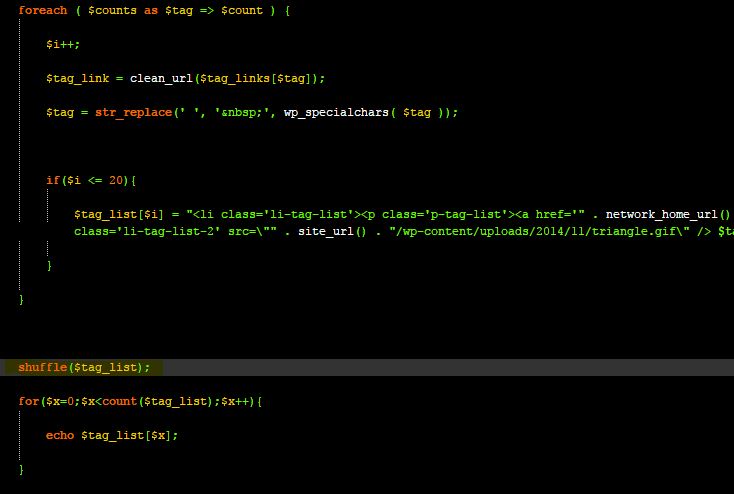 foreach ( $counts as $tag => $count ) {
$i++;
$tag_link = clean_url($tag_links[$tag]);
$tag = str_replace(' ', '&nbsp;', wp_specialchars( $tag ));
if($i <= 20){
$tag_list[$i] = "<li class='li-tag-list'><p class='p-tag-list'><a href='" . network_home_url()
class='li-tag-list-2' src=\"" . site_url() . "/wp-content/uploads/2014/11/triangle.gif\" /> $ta
}
}
shuffle($tag_list);
for($x=0;$x<count($tag_list);$x++){
echo $tag_list[$x];
}